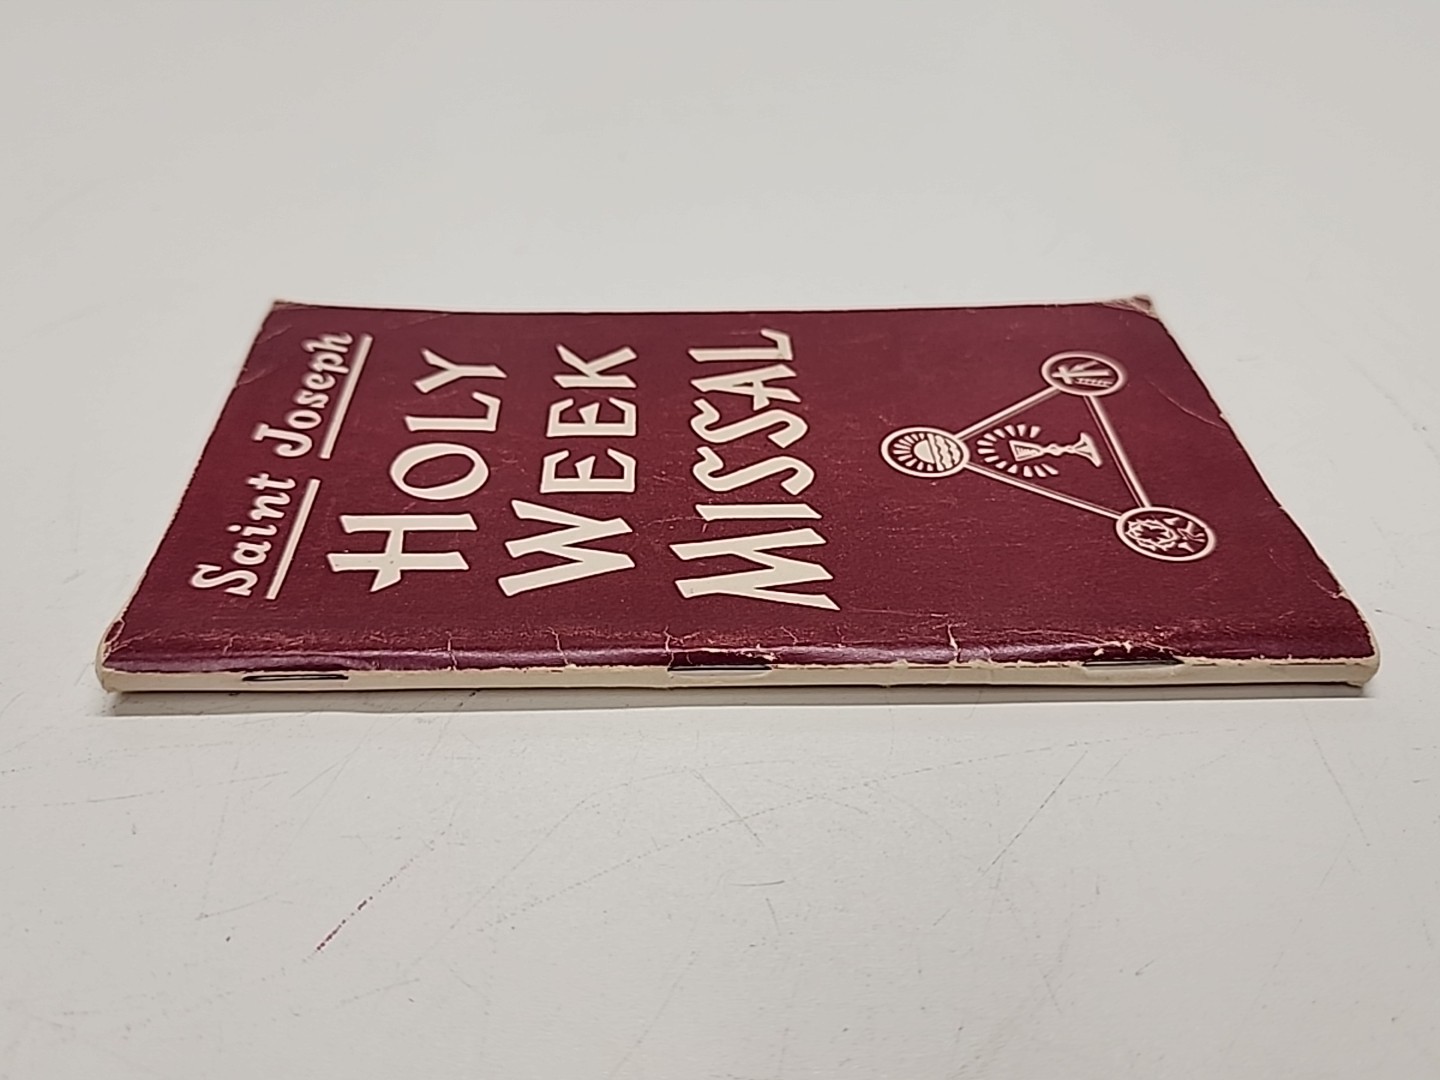 Saint Joseph
HOLY
WEEK
MISSAL